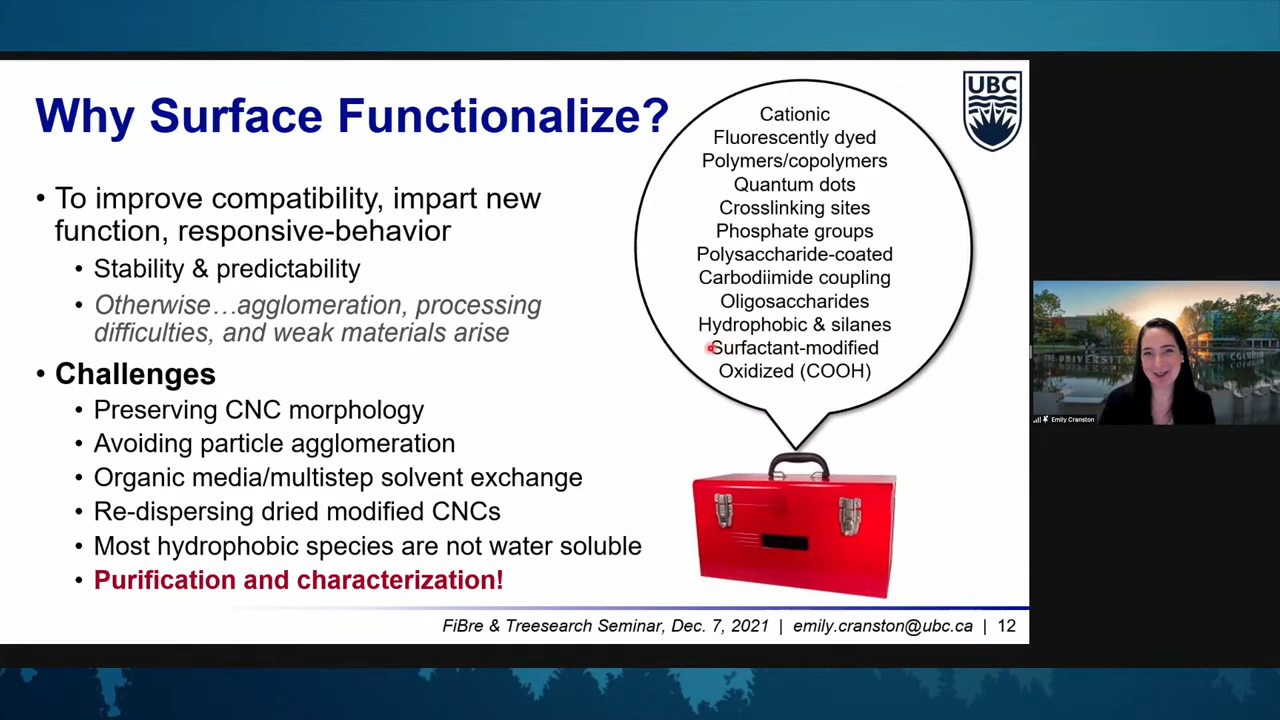 Why Surface Functionalize?
• To improve compatibility, impart new
function, responsive-behavior
• Stability & predictability
• Otherwise…agglomeration, processing
difficulties, and weak materials arise
• Challenges
• Preserving CNC morphology
• Avoiding particle agglomeration
• Organic media/multistep solvent exchange
• Re-dispersing dried modified CNCs
• Most hydrophobic species are not water soluble
• Purification and characterization!
Cationic
Fluorescently dyed
Polymers/copolymers
Quantum dots
Crosslinking sites
Phosphate groups
Polysaccharide-coated
Carbodiimide coupling
Oligosaccharides
Hydrophobic & silanes
Surfactant-modified
Oxidized (COOH)
UBC
FiBre & Treesearch Seminar, Dec. 7, 2021 | emily.cranston@ubc.ca | 12
Emily Cranston